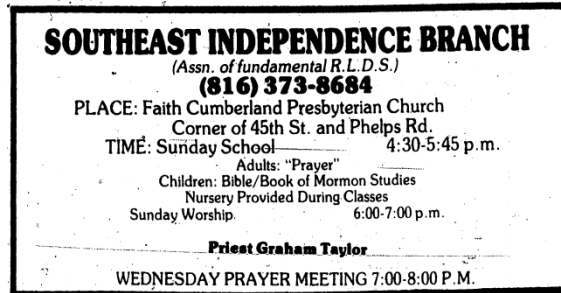 SOUTHEAST INDEPENDENCE BRANCH
(Assn. of fundamental R.L.D.S.)
(816) 373-8684
PLACE: Faith Cumberland Presbyterian Church
Corner of 45th St. and Phelps Rd.
TIME: Sunday School 4:30-5:45 p.m.
Adults: "Prayer"
Children: Bible/Book of Mormon Studies
Nursery Provided During Classes
Sunday Worship 6:00-7:00 p.m.
Priest Graham Taylor
WEDNESDAY PRAYER MEETING 7:00-8:00 P.M.